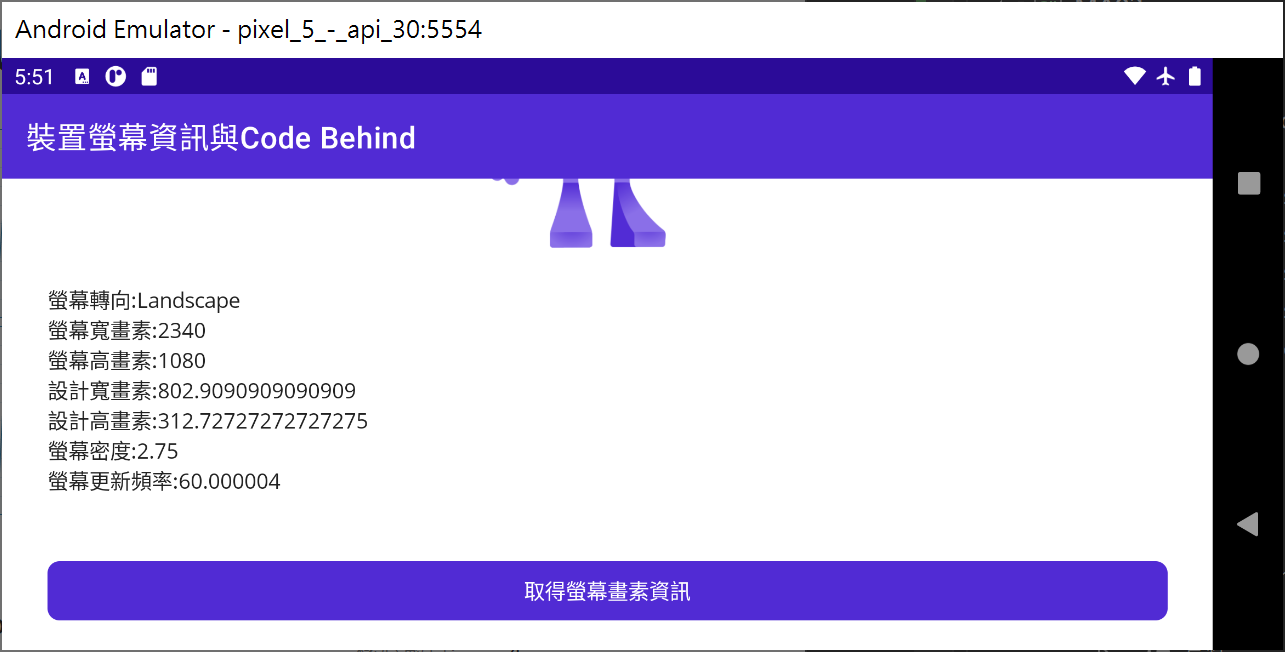 Android Emulator - pixel_5_-_api_30:5554
5:51
裝置螢幕資訊與Code Behind
螢幕轉向:Landscape
螢幕寬畫素:2340
螢幕高畫素:1080
設計寬畫素:802.9090909090909
設計高畫素:312.72727272727275
螢幕密度:2.75
螢幕更新頻率:60.000004
取得螢幕畫素資訊